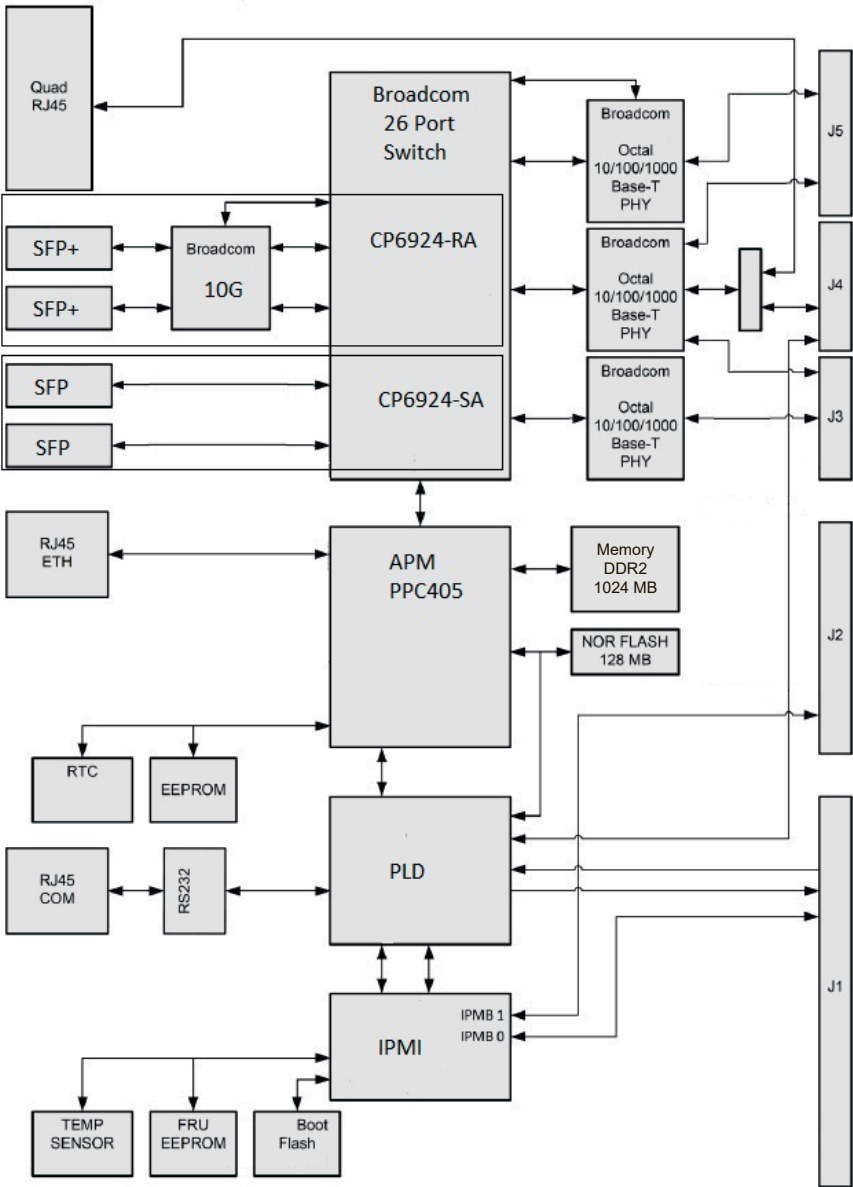 Quad
RJ45
Broadcom
26 Port
Switch
Broadcom
Octal
10/100/1000
Base-T
PHY
J5
SFP+
SFP+
Broadcom
10G
CP6924-RA
Broadcom
Octal
10/100/1000
Base-T
PHY
J4
SFP
SFP
CP6924-SA
Broadcom
Octal
10/100/1000
Base-T
PHY
J3
RJ45
ETH
APM
PPC405
Memory
DDR2
1024 MB
NOR FLASH
128 MB
J2
RTC
EEPROM
RJ45
COM
RS232
PLD
J1
IPMI
IPMB 1
IPMB 0
TEMP
SENSOR
FRU
EEPROM
Boot
Flash